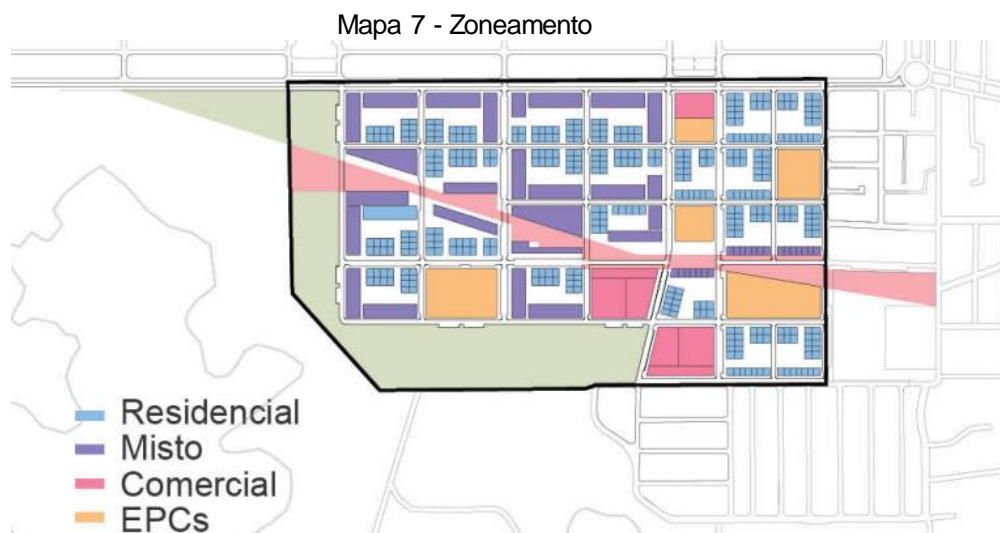 Mapa 7 - Zoneamento
Residencial
Misto
Comercial
EPCs